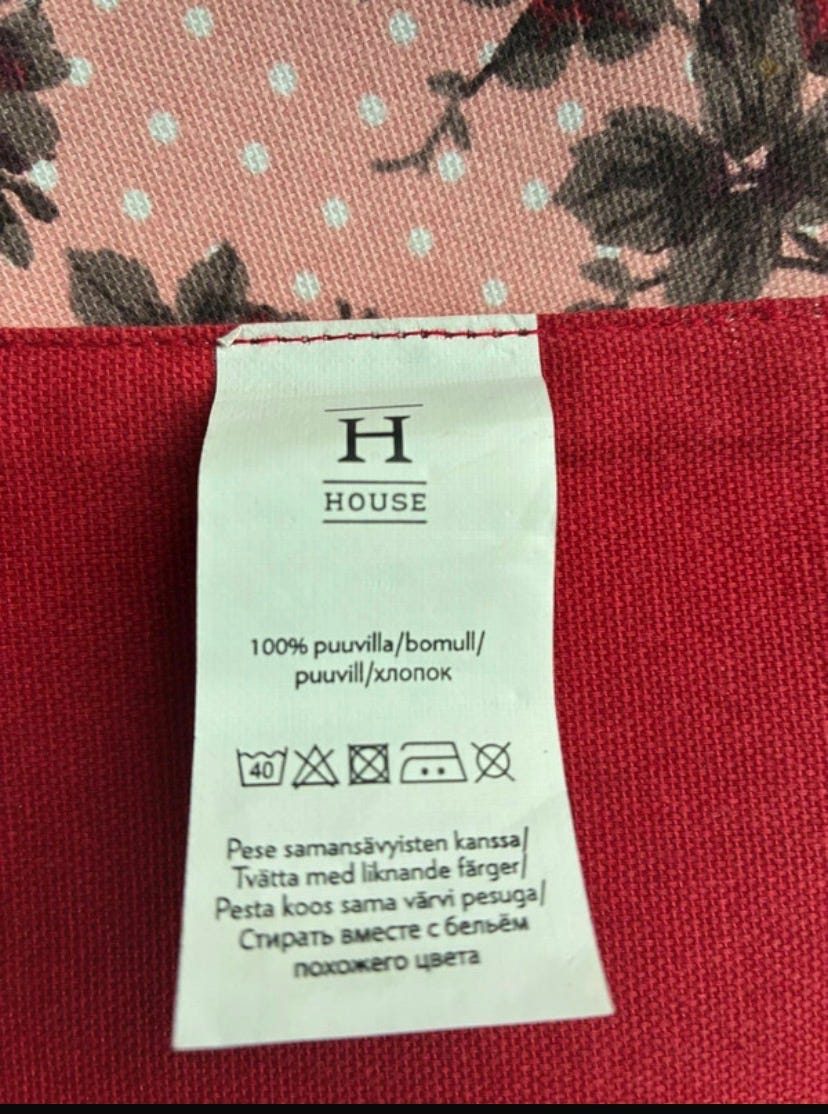 H
HOUSE
100% puuvilla/bomull/
puuvill/хлопок
40
Pese samansävyisten kanssa/
Tvätta med liknande färger/
Pesta koos sama värvi pesuga/
Стирать вместе с бельём
похожего цвета